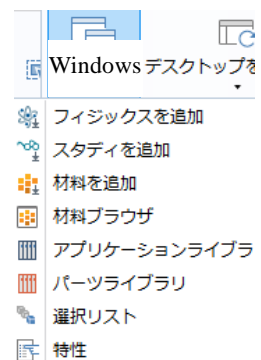 Windows デスクトップを
フィジックスを追加
スタディを追加
材料を追加
材料ブラウザ
アプリケーションライブラ
パーツライブラリ
選択リスト
特性